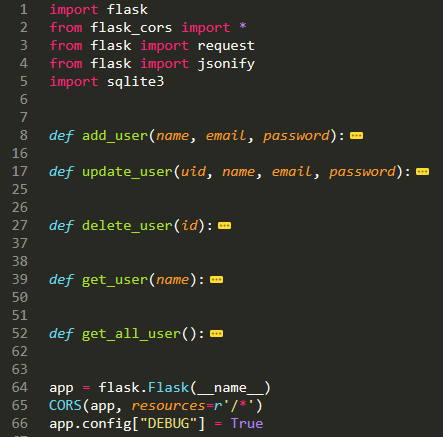 1 import flask
2 from flask_cors import *
3 from flask import request
4 from flask import jsonify
5 import sqlite3
6
7
8 def add_user(name, email, password): ⋯
16
17 def update_user(uid, name, email, password): ⋯
25
26
27 def delete_user(id): ⋯
37
38
39 def get_user(name): ⋯
50
51
52 def get_all_user(): ⋯
62
63
64 app = flask.Flask(__name__)
65 CORS(app, resources=r'/*')
66 app.config["DEBUG"] = True